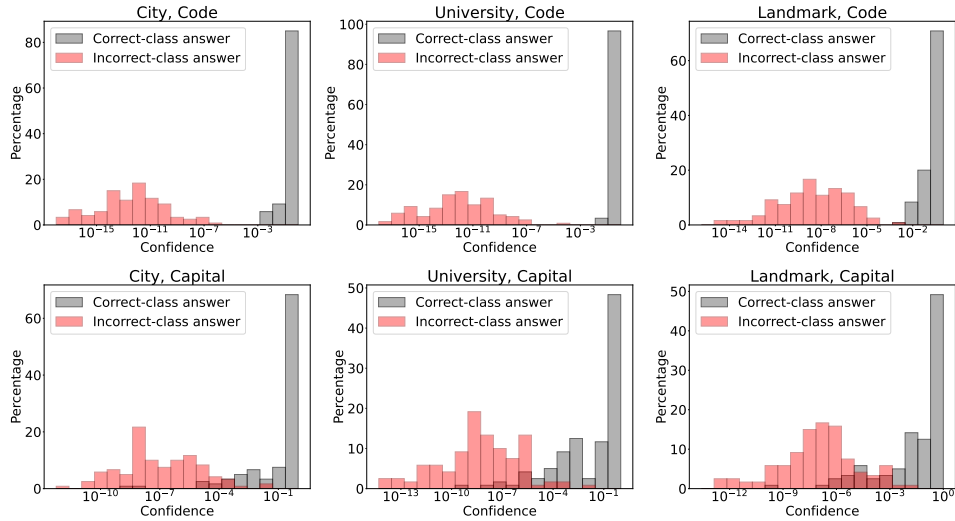 City, Code
Percentage
80
60
40
20
0
Correct-class answer
Incorrect-class answer
10⁻¹⁵
10⁻¹¹
10⁻⁷
10⁻³
Confidence
University, Code
Percentage
100
80
60
40
20
0
Correct-class answer
Incorrect-class answer
10⁻¹⁵
10⁻¹¹
10⁻⁷
10⁻³
Confidence
Landmark, Code
Percentage
60
40
20
0
Correct-class answer
Incorrect-class answer
10⁻¹⁴
10⁻¹¹
10⁻⁸
10⁻⁵
10⁻²
Confidence
City, Capital
Percentage
60
40
20
0
Correct-class answer
Incorrect-class answer
10⁻¹⁰
10⁻⁷
10⁻⁴
10⁻¹
Confidence
University, Capital
Percentage
50
40
30
20
10
0
Correct-class answer
Incorrect-class answer
10⁻¹³
10⁻¹⁰
10⁻⁷
10⁻⁴
10⁻¹
Confidence
Landmark, Capital
Percentage
50
40
30
20
10
0
Correct-class answer
Incorrect-class answer
10⁻¹²
10⁻⁹
10⁻⁶
10⁻³
10⁰
Confidence